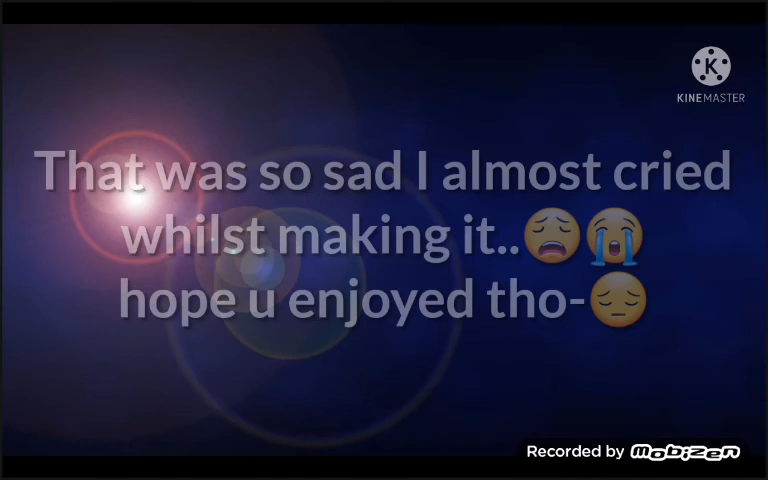 K
KINEMASTER
That was so sad I almost cried
whilst making it..😩😭
hope u enjoyed tho-😔
Recorded by mobizen